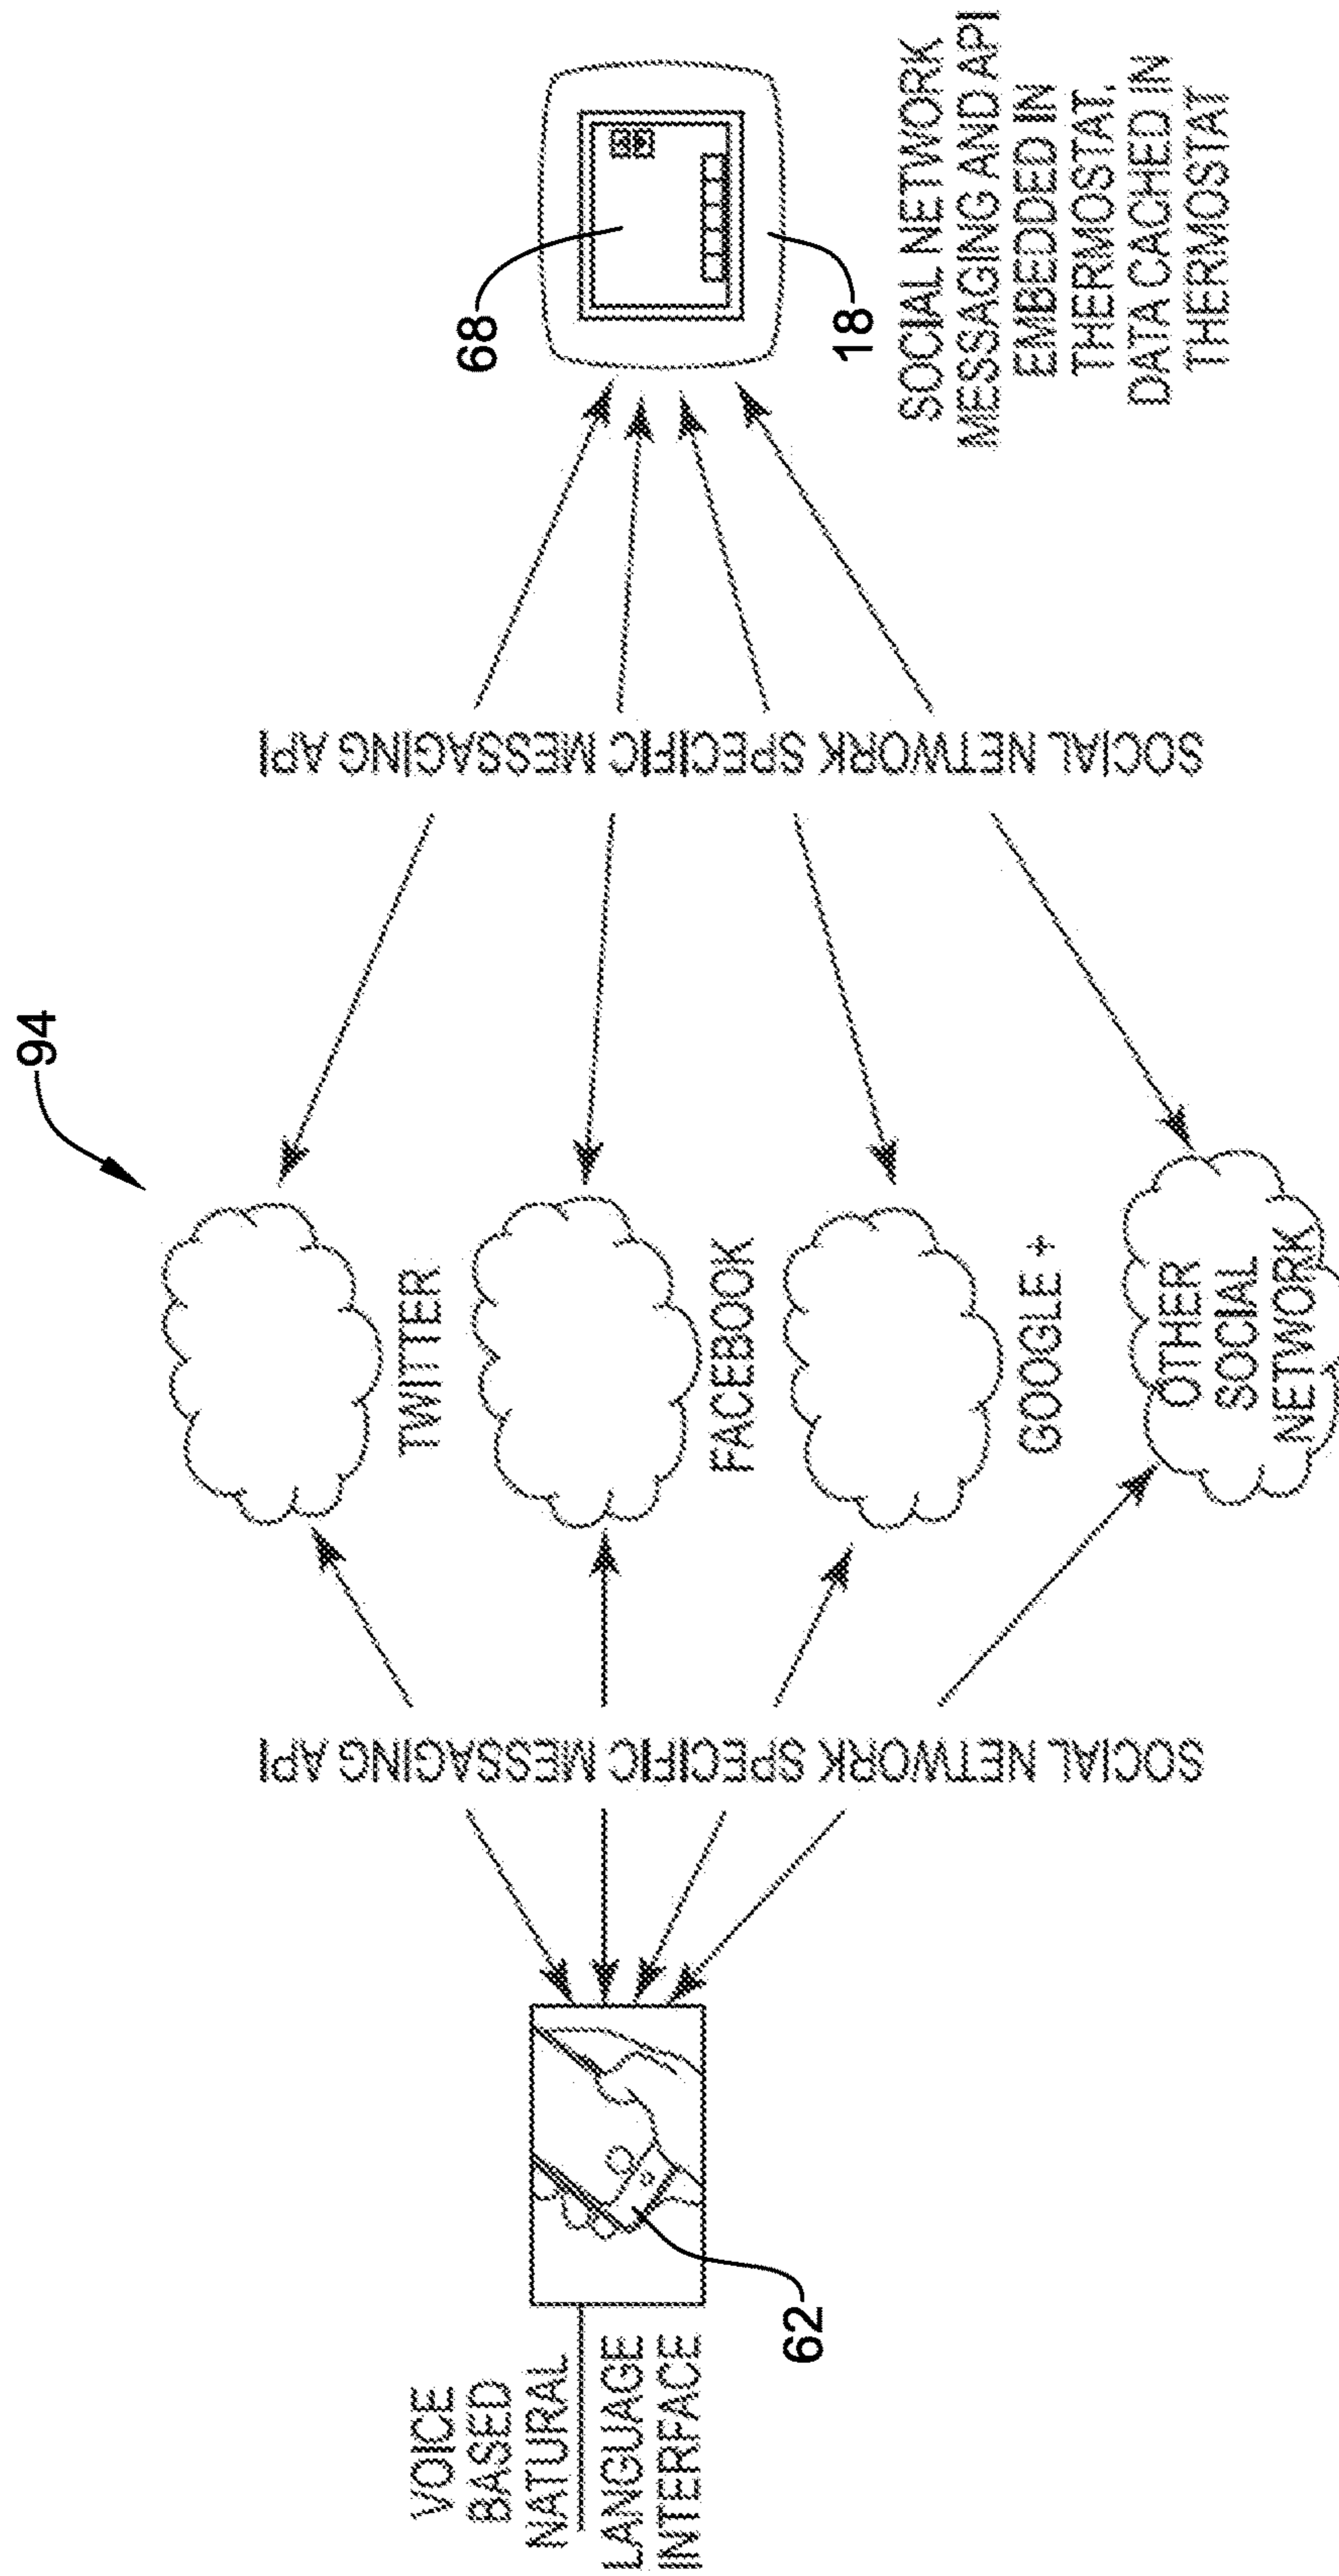 94
VOICE
BASED
NATURAL
LANGUAGE
INTERFACE
62
SOCIAL NETWORK SPECIFIC MESSAGING API
TWITTER
FACEBOOK
GOOGLE +
OTHER
SOCIAL
NETWORK
SOCIAL NETWORK SPECIFIC MESSAGING API
68
18
SOCIAL NETWORK
MESSAGING AND API
EMBEDDED IN
THERMOSTAT,
DATA CACHED IN
THERMOSTAT